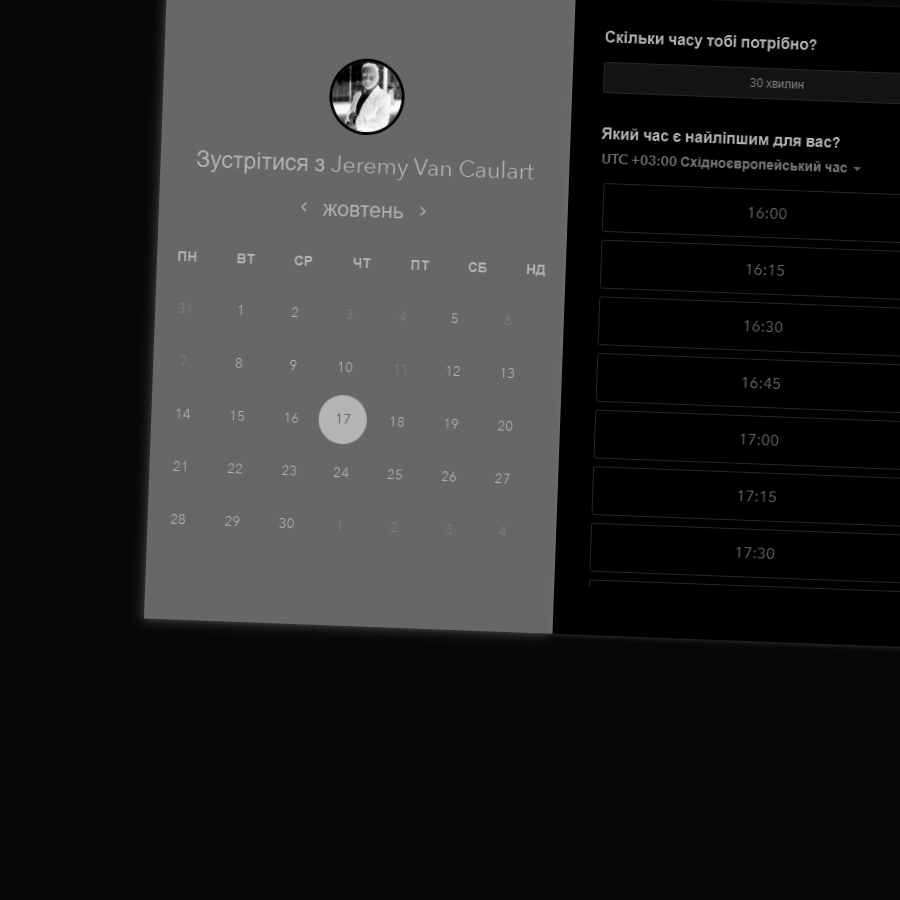 Зустрітися з Jeremy Van Caulart
жовтень
ПН ВТ СР ЧТ ПТ СБ НД
31 1 2 3 4 5 6
7 8 9 10 11 12 13
14 15 16 17 18 19 20
21 22 23 24 25 26 27
28 29 30 1 2 3 4
Скільки часу тобі потрібно?
30 хвилин
Який час є найліпшим для вас?
UTC +03:00 Східноєвропейський час
16:00
16:15
16:30
16:45
17:00
17:15
17:30